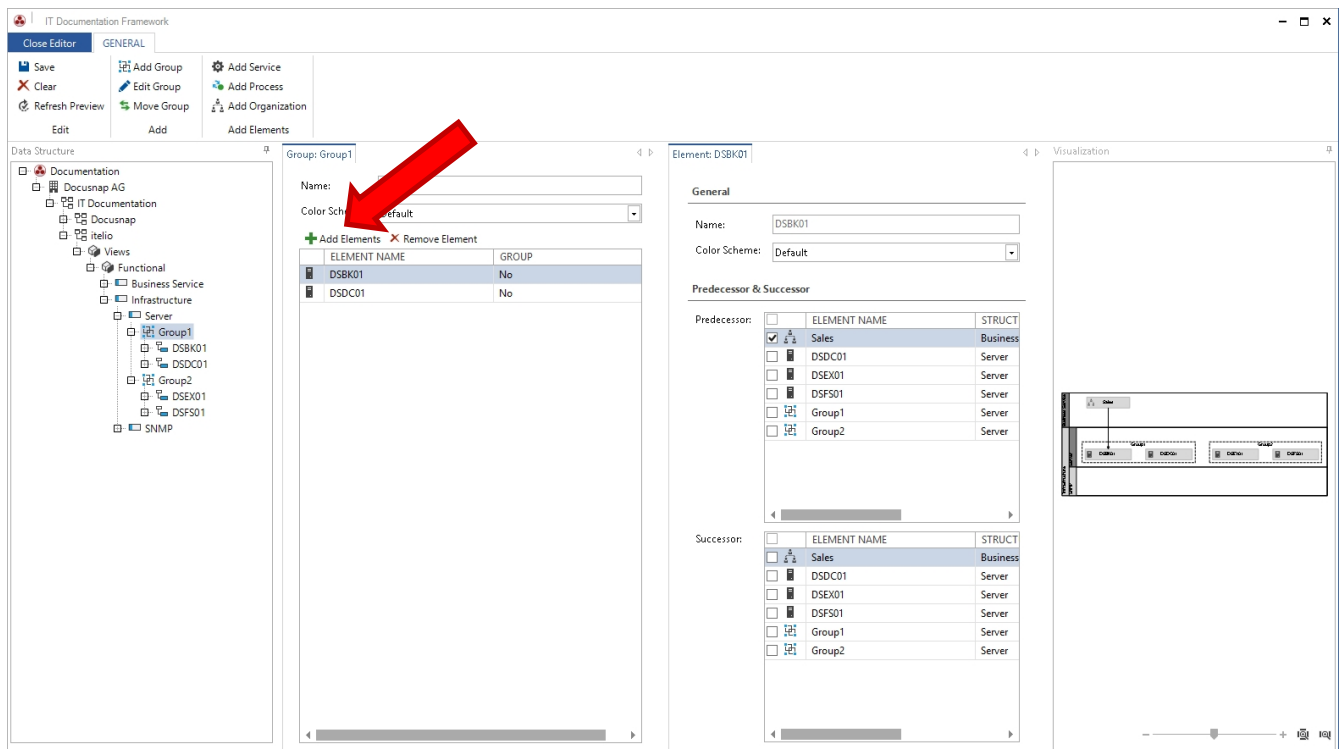 IT Documentation Framework
Close Editor GENERAL
Save Add Group Add Service
Clear Edit Group Add Process
Refresh Preview Move Group Add Organization
Edit Add Add Elements
Data Structure
Documentation
Docusnap AG
IT Documentation
Docusnap
itelio
Views
Functional
Business Service
Infrastructure
Server
Group1
DSBK01
DSDC01
Group2
DSEX01
DSFS01
SNMP
Group: Group1
Name:
Color Default
Add Elements Remove Element
ELEMENT NAME GROUP
DSBK01 No
DSDC01 No
Element: DSBK01
General
Name: DSBK01
Color Scheme: Default
Predecessor & Successor
Predecessor: ELEMENT NAME STRUCT
Sales Business
DSDC01 Server
DSEX01 Server
DSFS01 Server
Group1 Server
Group2 Server
Successor: ELEMENT NAME STRUCT
Sales Business
DSDC01 Server
DSEX01 Server
DSFS01 Server
Group1 Server
Group2 Server
Visualization
Sales
Group1 Group2